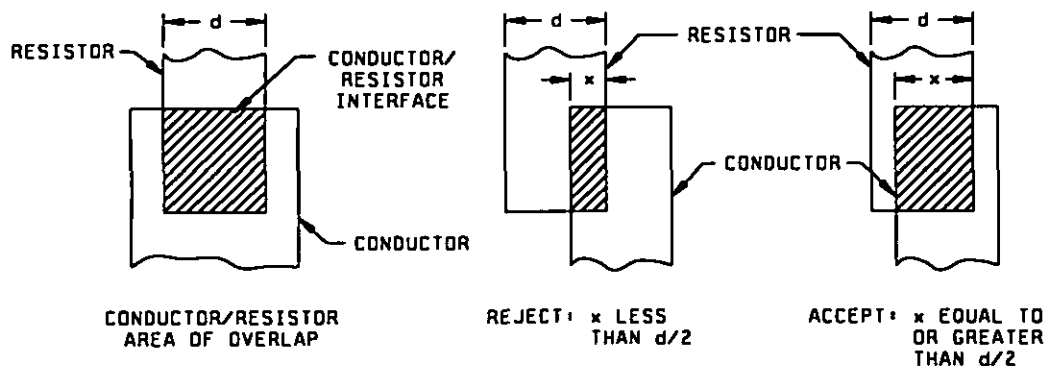 d
RESISTOR
CONDUCTOR/
RESISTOR
INTERFACE
CONDUCTOR
CONDUCTOR/RESISTOR
AREA OF OVERLAP
d
RESISTOR
x
CONDUCTOR
REJECT: x LESS
THAN d/2
d
x
ACCEPT: x EQUAL TO
OR GREATER
THAN d/2